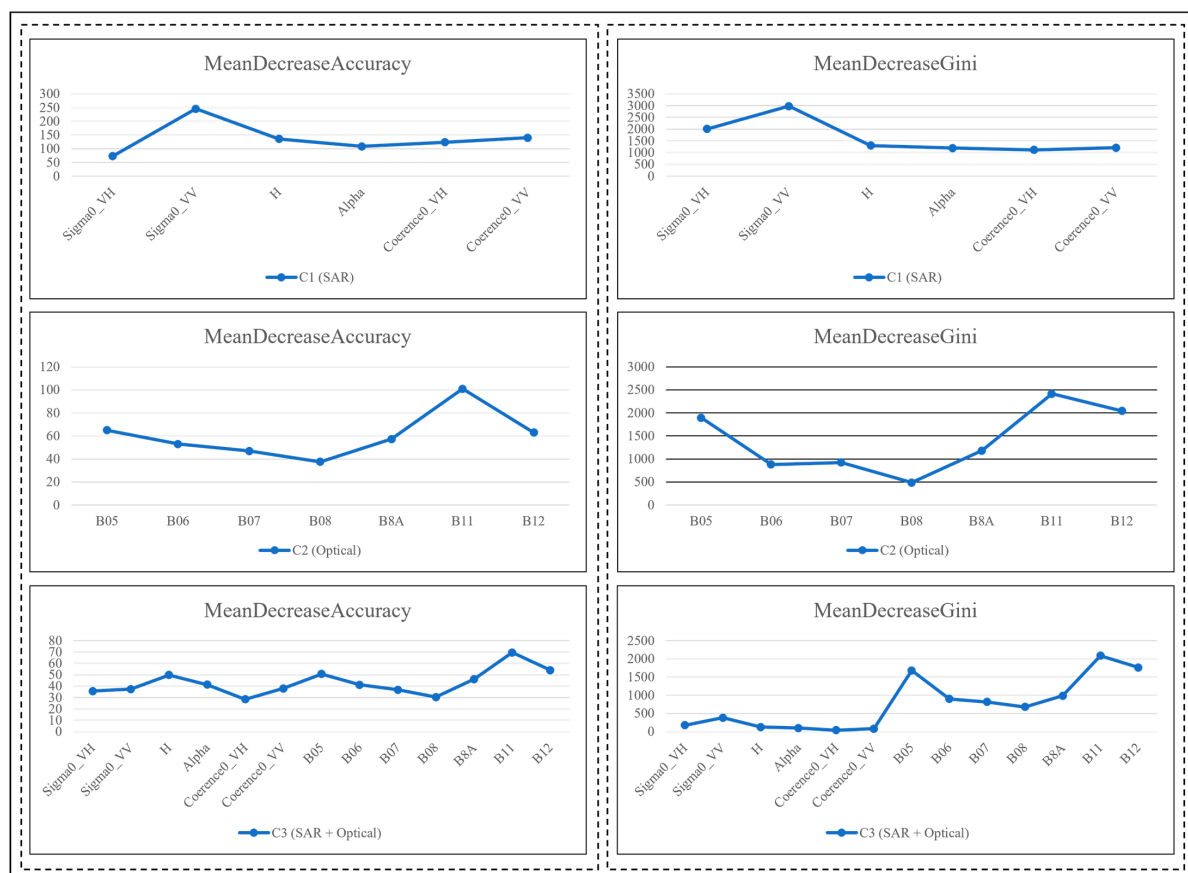 MeanDecreaseAccuracy
300
250
200
150
100
50
0
Sigma0_VH
Sigma0_VV
H
Alpha
Coerence0_VH
Coerence0_VV
C1 (SAR)
MeanDecreaseGini
3500
3000
2500
2000
1500
1000
500
0
Sigma0_VH
Sigma0_VV
H
Alpha
Coerence0_VH
Coerence0_VV
C1 (SAR)
MeanDecreaseAccuracy
120
100
80
60
40
20
0
B05 B06 B07 B08 B8A B11 B12
C2 (Optical)
MeanDecreaseGini
3000
2500
2000
1500
1000
500
0
B05 B06 B07 B08 B8A B11 B12
C2 (Optical)
MeanDecreaseAccuracy
80
70
60
50
40
30
20
10
0
Sigma0_VH
Sigma0_VV
H
Alpha
Coerence0_VH
Coerence0_VV
B05
B06
B07
B08
B8A
B11
B12
C3 (SAR + Optical)
MeanDecreaseGini
2500
2000
1500
1000
500
0
Sigma0_VH
Sigma0_VV
H
Alpha
Coerence0_VH
Coerence0_VV
B05
B06
B07
B08
B8A
B11
B12
C3 (SAR + Optical)